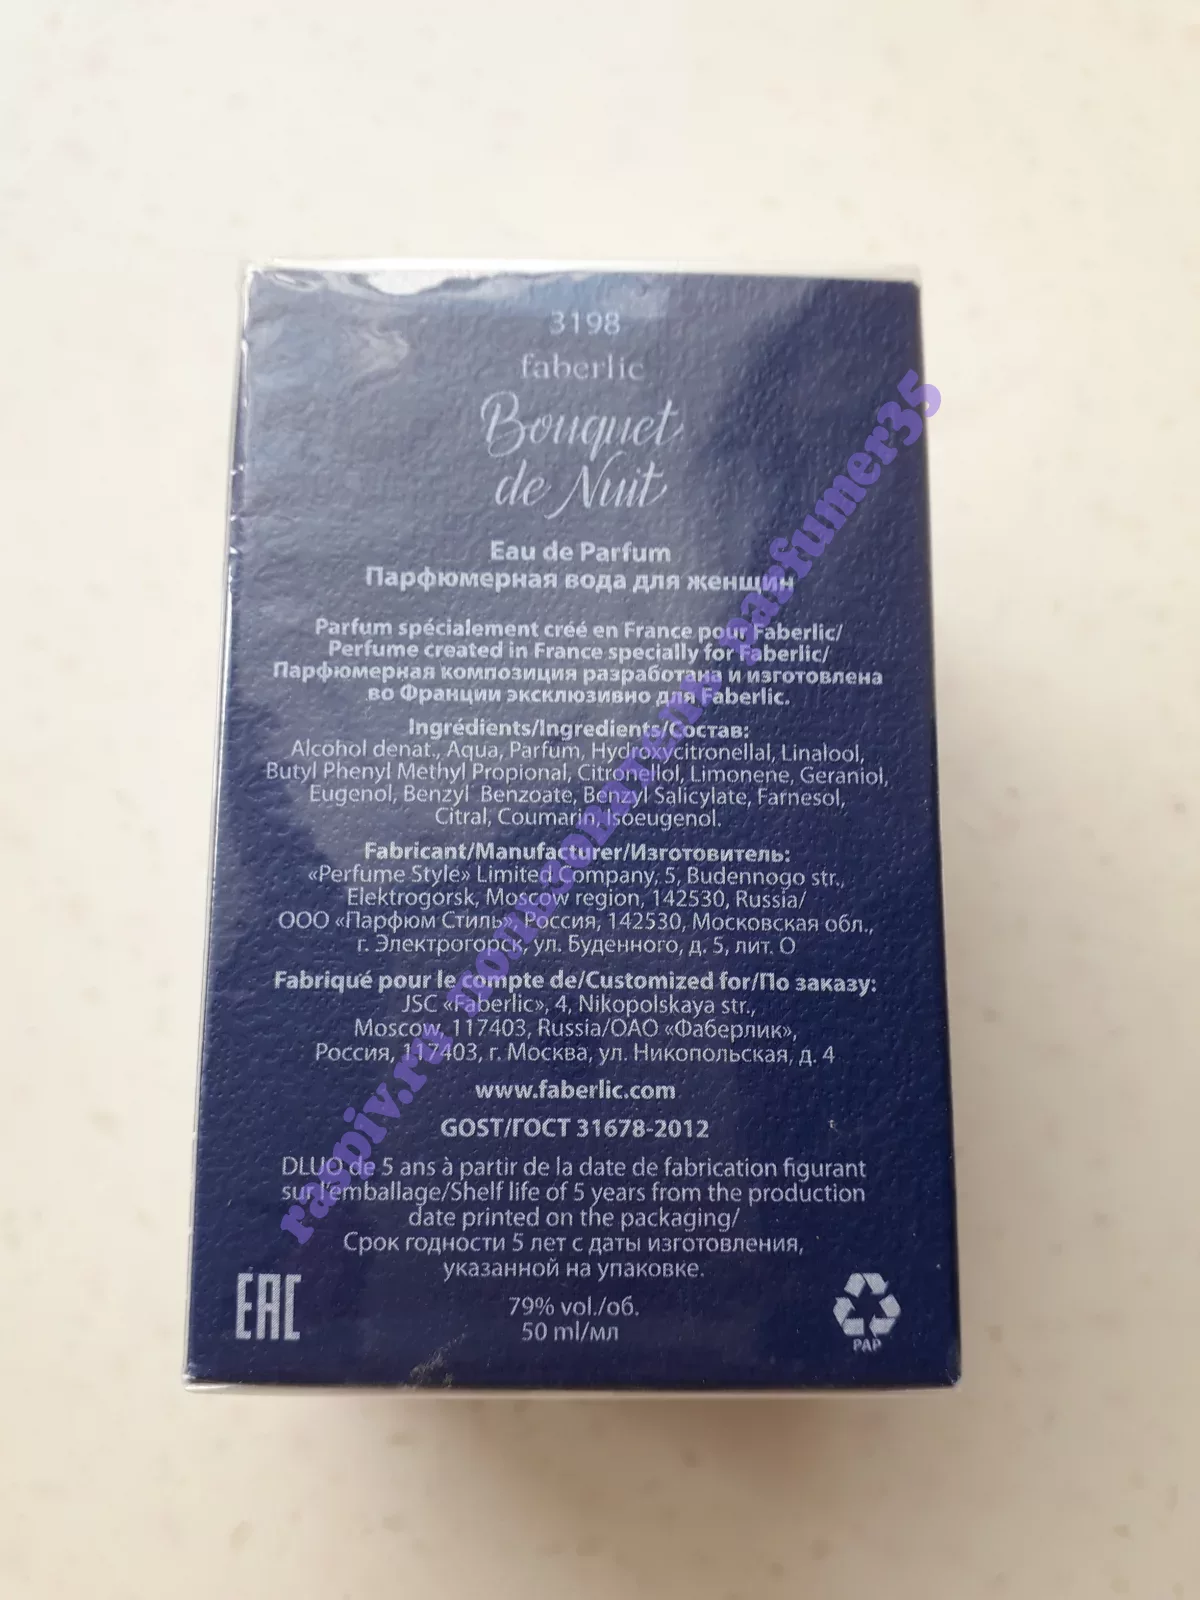 3198
faberlic
Bouquet
de Nuit
Eau de Parfum
Парфюмерная вода для женщин
Parfum spécialement créé en France pour Faberlic/
Perfume created in France specially for Faberlic/
Парфюмерная композиция разработана и изготовлена
во Франции эксклюзивно для Faberlic.
Ingrédients/Ingredients/Состав:
Alcohol denat., Aqua, Parfum, Hydroxycitronellal, Linalool,
Butyl Phenyl Methyl Propional, Citronellol, Limonene, Geraniol,
Eugenol, Benzyl Benzoate, Benzyl Salicylate, Farnesol,
Citral, Coumarin, Isoeugenol.
Fabricant/Manufacturer/Изготовитель:
«Perfume Style» Limited Company, 5, Budennogo str.,
Elektrogorsk, Moscow region, 142530, Russia/
ООО «Парфюм Стиль», Россия, 142530, Московская обл.,
г. Электрогорск, ул. Буденного, д. 5, лит. О
Fabriqué pour le compte de/Customized for/По заказу:
JSC «Faberlic», 4, Nikopolskaya str.,
Moscow, 117403, Russia/ОАО «Фаберлик»,
Россия, 117403, г. Москва, ул. Никопольская, д. 4
www.faberlic.com
GOST/ГОСТ 31678-2012
DLUO de 5 ans à partir de la date de fabrication figurant
sur l'emballage/Shelf life of 5 years from the production
date printed on the packaging/
Срок годности 5 лет с даты изготовления,
указанной на упаковке.
79% vol./об.
50 ml/мл
EAC
PAP
raspiv.ru parfumer35